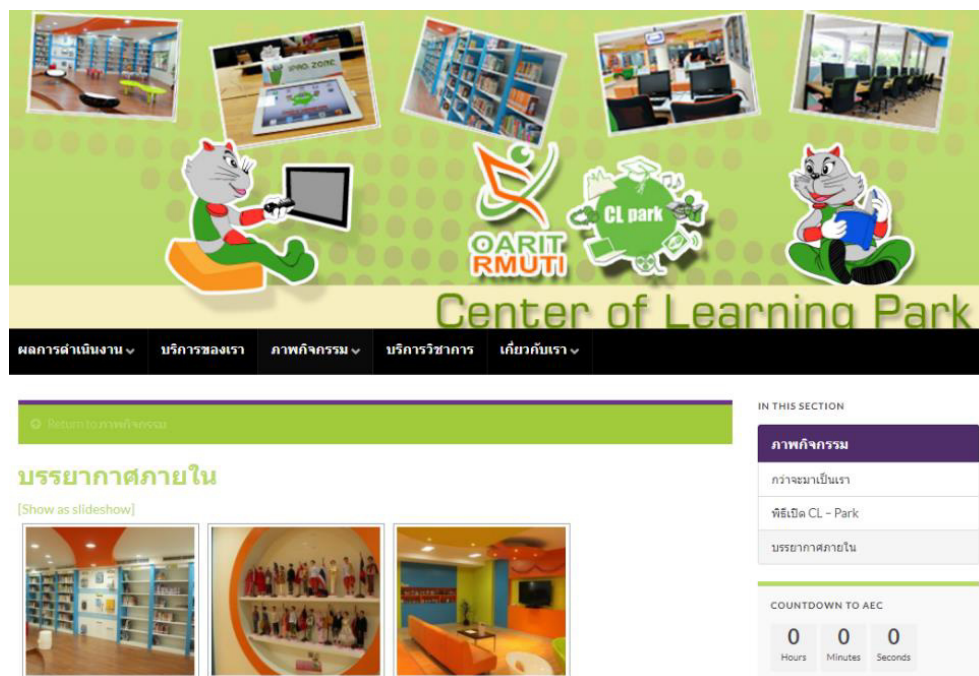 IPAD ZONE
OARIT
RMUTI
CL park
Center of Learning Park
ผลการดำเนินงาน
บริการของเรา
ภาพกิจกรรม
บริการวิชาการ
เกี่ยวกับเรา
Return to ภาพกิจกรรม
บรรยากาศภายใน
[Show as slideshow]
IN THIS SECTION
ภาพกิจกรรม
กว่าจะมาเป็นเรา
พิธีเปิด CL – Park
บรรยากาศภายใน
COUNTDOWN TO AEC
0 0 0
Hours Minutes Seconds